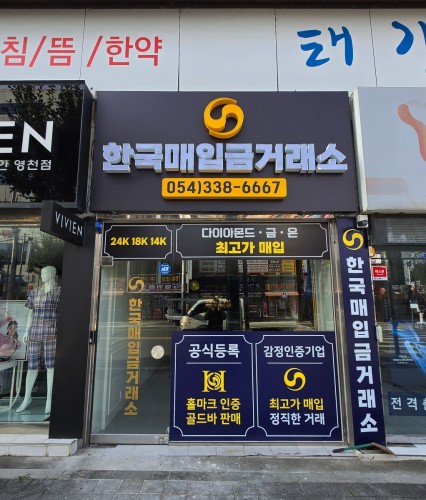 침/뜸/한약
태
VIEN
간 영천점
VIVIEN
한국매입금거래소
(054)338-6667
24K 18K 14K
다이아몬드·금·은
최고가 매입
한국매입금거래소
한국매입금거래소
공식등록
홀마크 인증
골드바 판매
감정인증기업
최고가 매입
정직한 거래
전격